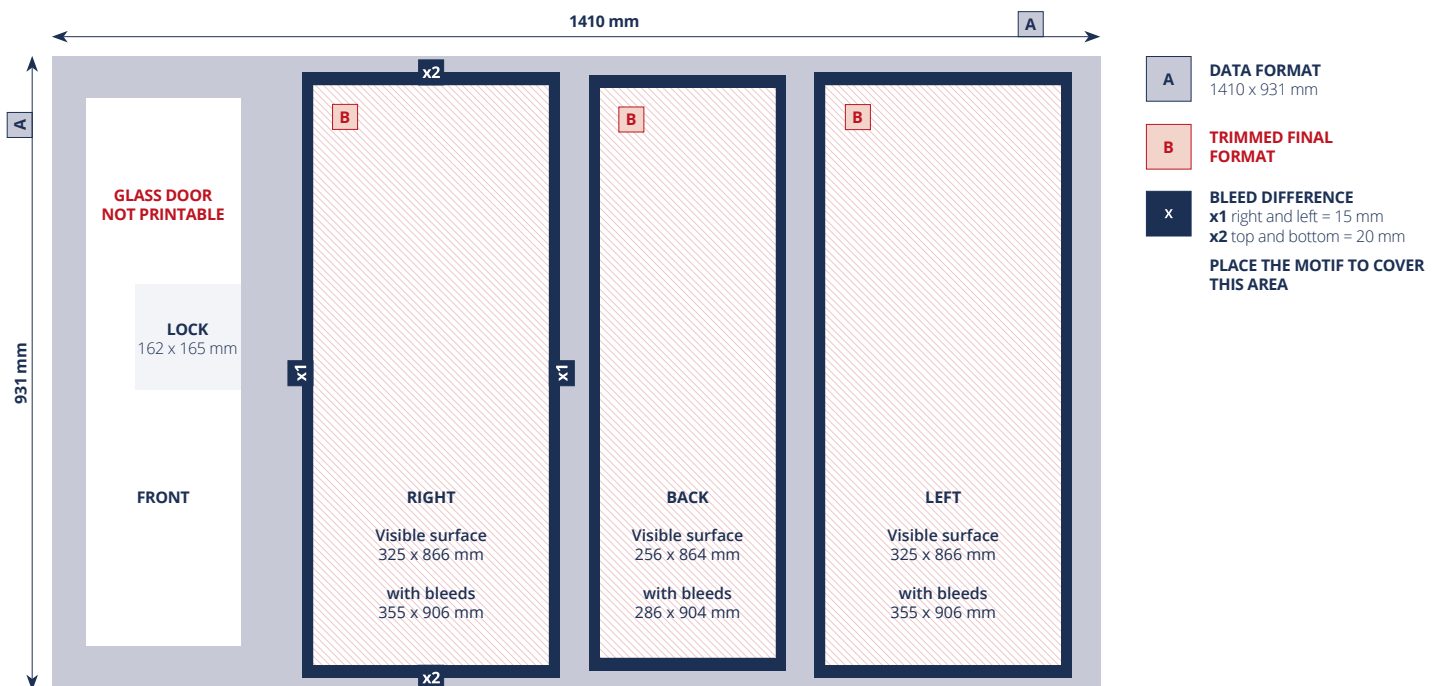 1410 mm
A
A
931 mm
GLASS DOOR
NOT PRINTABLE
LOCK
162 x 165 mm
FRONT
x2
B
x1
x1
RIGHT
Visible surface
325 x 866 mm
with bleeds
355 x 906 mm
x2
B
BACK
Visible surface
256 x 864 mm
with bleeds
286 x 904 mm
B
LEFT
Visible surface
325 x 866 mm
with bleeds
355 x 906 mm
A
DATA FORMAT
1410 x 931 mm
B
TRIMMED FINAL
FORMAT
x
BLEED DIFFERENCE
x1 right and left = 15 mm
x2 top and bottom = 20 mm
PLACE THE MOTIF TO COVER
THIS AREA